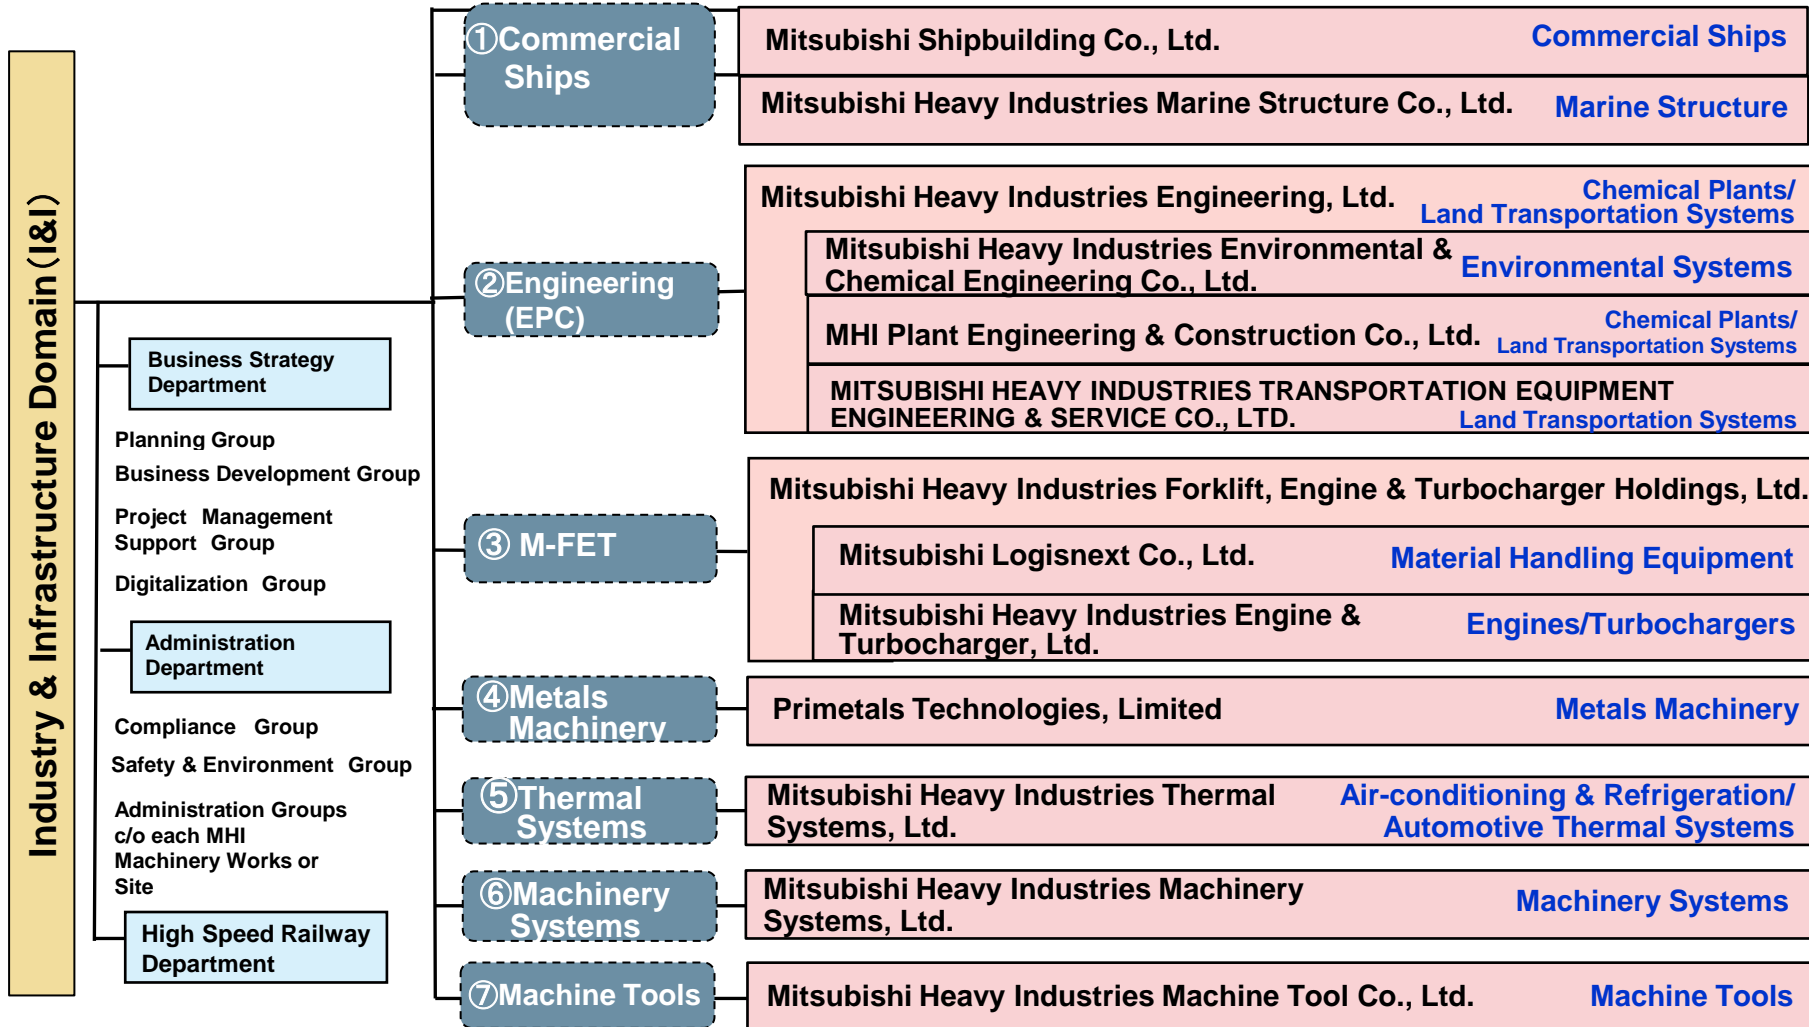 Industry & Infrastructure Domain(I&I)
Business Strategy
Department
Planning Group
Business Development Group
Project Management
Support Group
Digitalization Group
Administration
Department
Compliance Group
Safety & Environment Group
Administration Groups
c/o each MHI
Machinery Works or
Site
High Speed Railway
Department
①Commercial
Ships
Mitsubishi Shipbuilding Co., Ltd. Commercial Ships
Mitsubishi Heavy Industries Marine Structure Co., Ltd. Marine Structure
②Engineering
(EPC)
Mitsubishi Heavy Industries Engineering, Ltd.
Chemical Plants/
Land Transportation Systems
Mitsubishi Heavy Industries Environmental &
Chemical Engineering Co., Ltd.
Environmental Systems
MHI Plant Engineering & Construction Co., Ltd.
Chemical Plants/
Land Transportation Systems
MITSUBISHI HEAVY INDUSTRIES TRANSPORTATION EQUIPMENT
ENGINEERING & SERVICE CO., LTD. Land Transportation Systems
③ M-FET
Mitsubishi Heavy Industries Forklift, Engine & Turbocharger Holdings, Ltd.
Mitsubishi Logisnext Co., Ltd. Material Handling Equipment
Mitsubishi Heavy Industries Engine &
Turbocharger, Ltd.
Engines/Turbochargers
④Metals
Machinery
Primetals Technologies, Limited Metals Machinery
⑤Thermal
Systems
Mitsubishi Heavy Industries Thermal
Systems, Ltd.
Air-conditioning & Refrigeration/
Automotive Thermal Systems
⑥Machinery
Systems
Mitsubishi Heavy Industries Machinery
Systems, Ltd.
Machinery Systems
⑦Machine Tools
Mitsubishi Heavy Industries Machine Tool Co., Ltd. Machine Tools